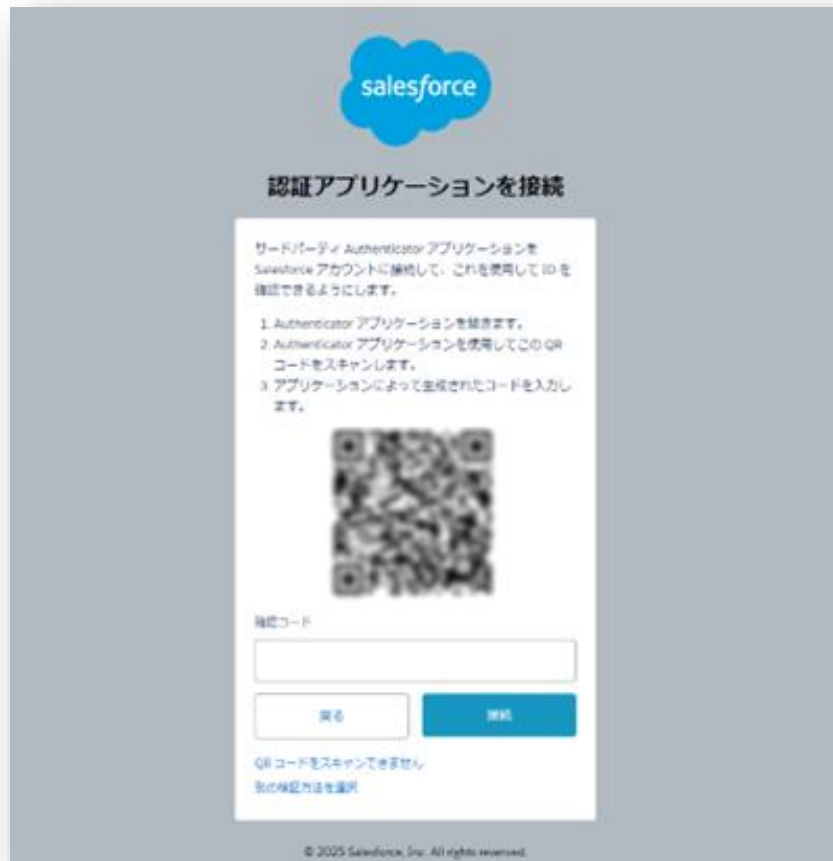 salesforce
認証アプリケーションを接続
サードパーティ Authenticator アプリケーションを
Salesforce アカウントに接続して、これを使用して ID を
確認できるようにします。
1. Authenticator アプリケーションを開きます。
2. Authenticator アプリケーションを使用してこの QR
コードをスキャンします。
3. アプリケーションによって生成されたコードを入力し
ます。
確認コード
戻る
接続
QR コードをスキャンできません
別の検証方法を選択
© 2025 Salesforce, Inc. All rights reserved.